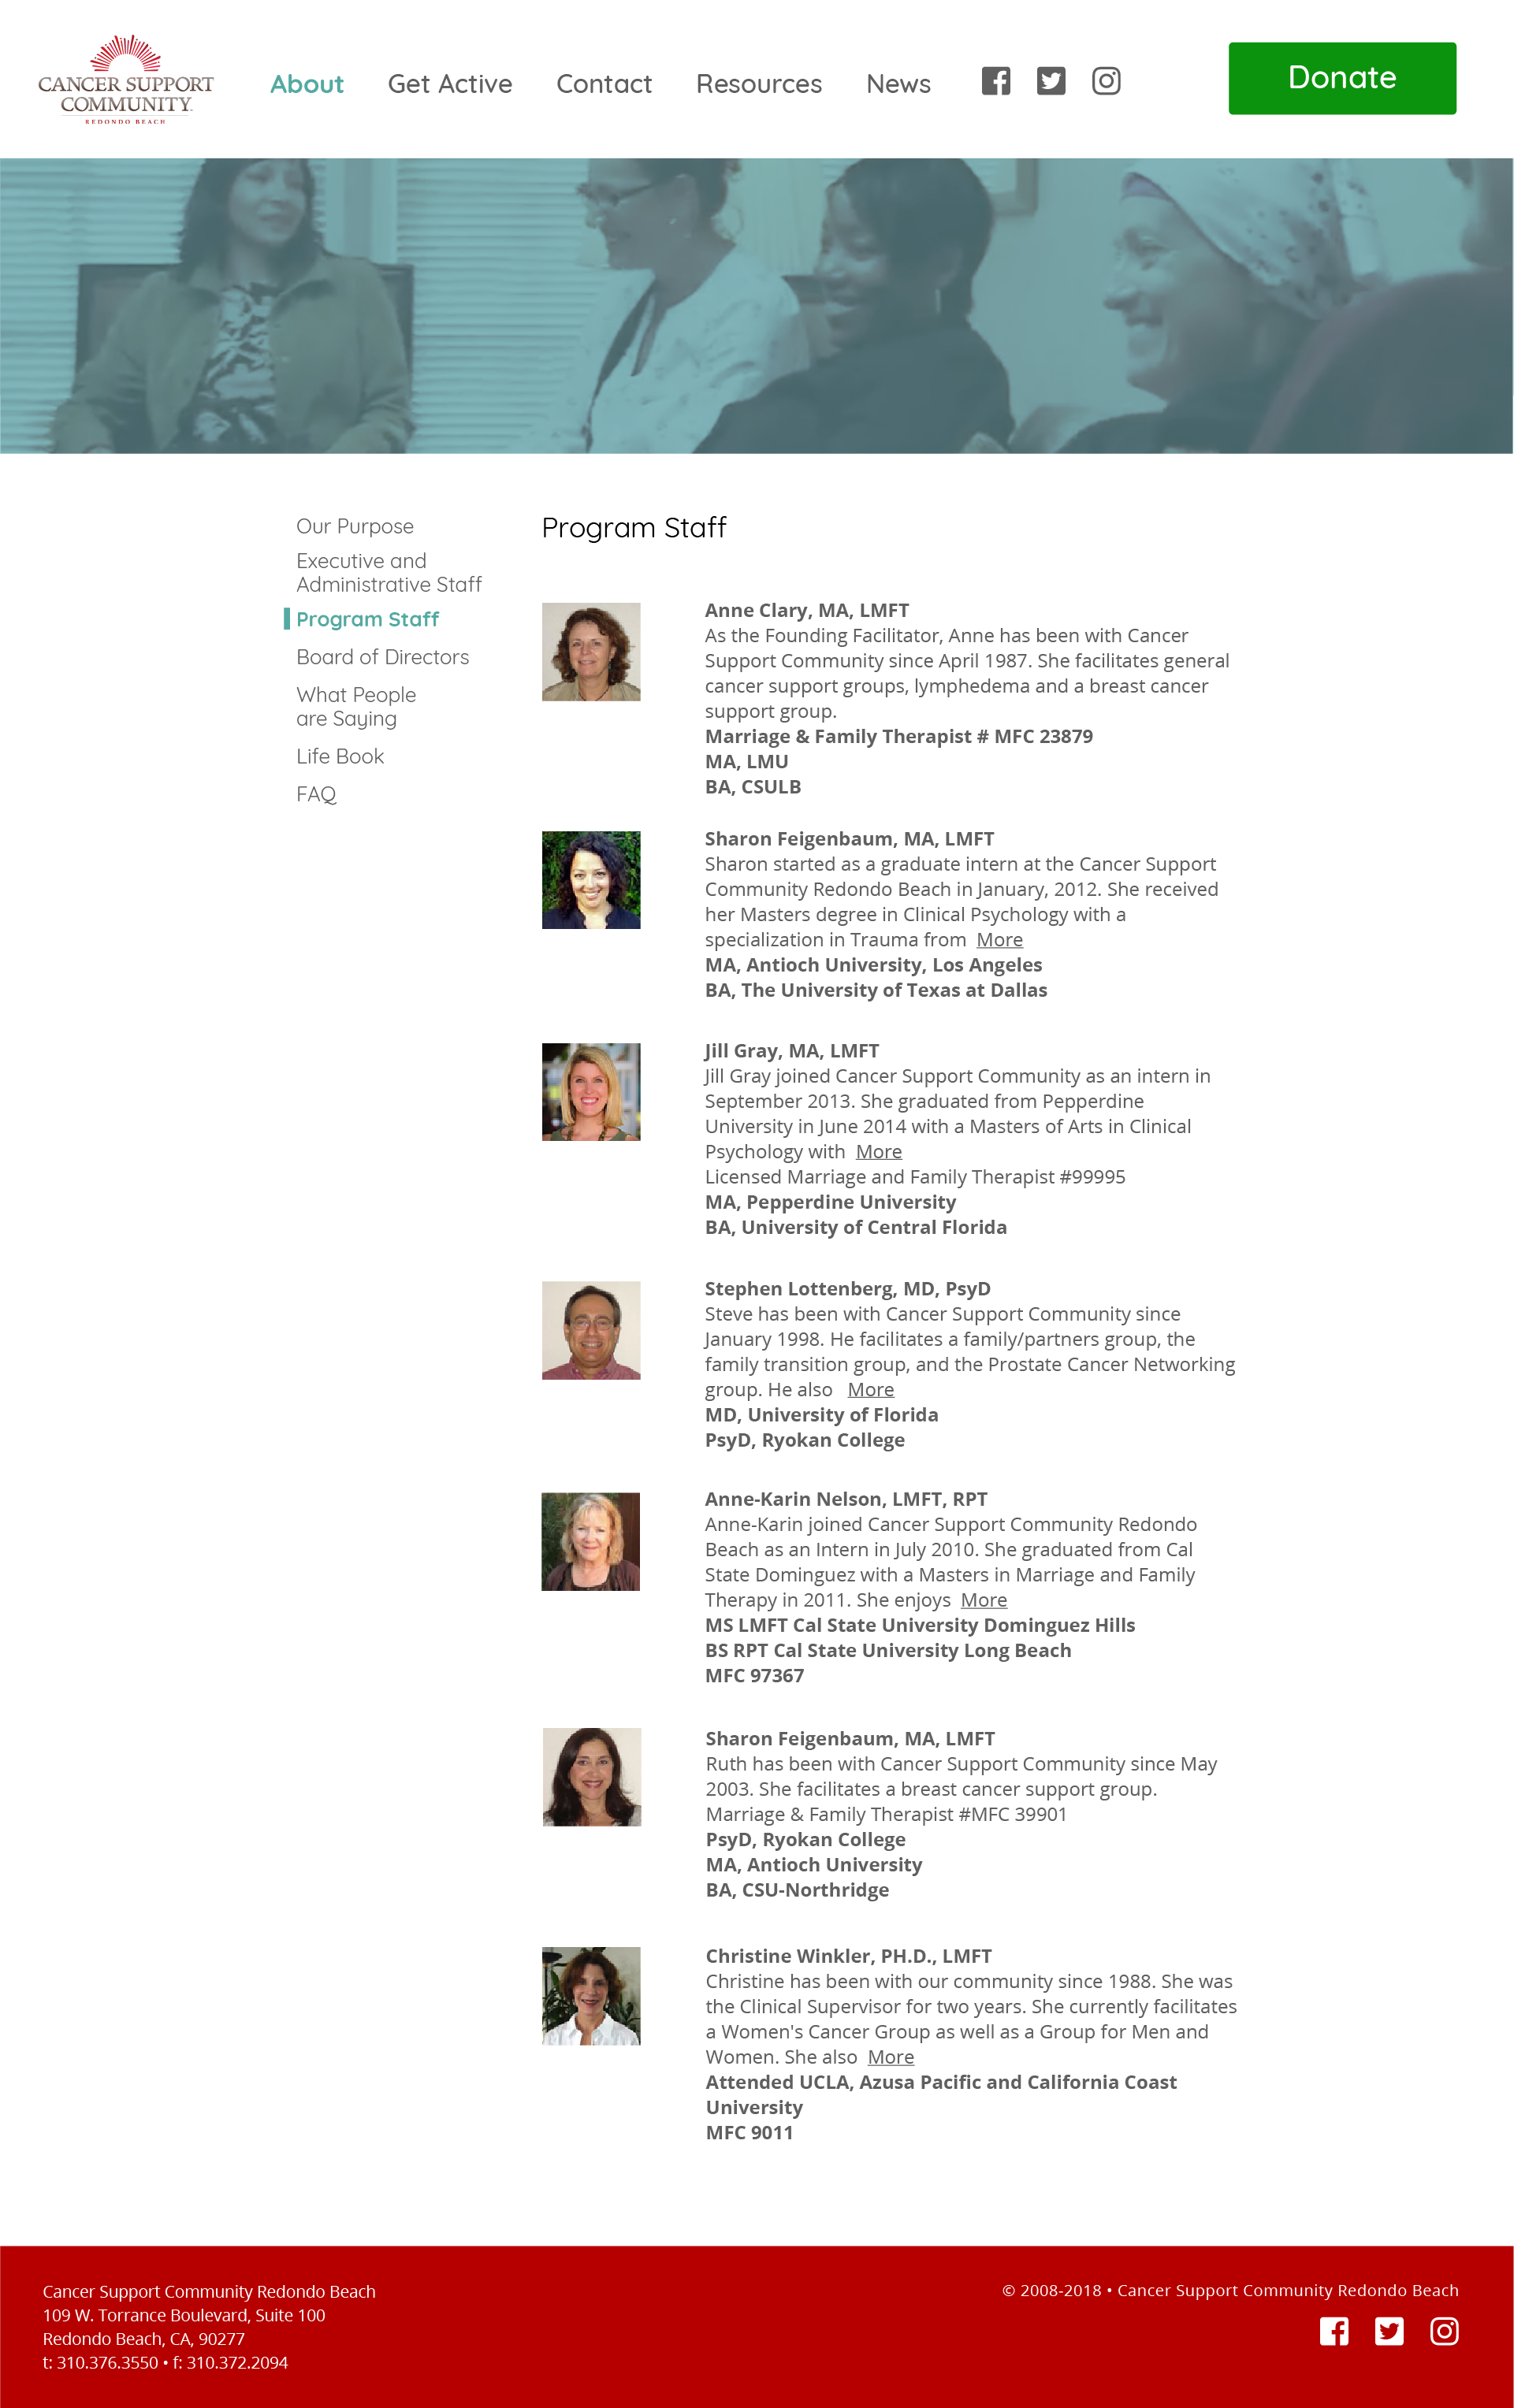 CANCER SUPPORT
COMMUNITY
REDONDO BEACH
About Get Active Contact Resources News
Donate
Our Purpose
Executive and
Administrative Staff
Program Staff
Board of Directors
What People
are Saying
Life Book
FAQ
Program Staff
Anne Clary, MA, LMFT
As the Founding Facilitator, Anne has been with Cancer
Support Community since April 1987. She facilitates general
cancer support groups, lymphedema and a breast cancer
support group.
Marriage & Family Therapist # MFC 23879
MA, LMU
BA, CSULB
Sharon Feigenbaum, MA, LMFT
Sharon started as a graduate intern at the Cancer Support
Community Redondo Beach in January, 2012. She received
her Masters degree in Clinical Psychology with a
specialization in Trauma from More
MA, Antioch University, Los Angeles
BA, The University of Texas at Dallas
Jill Gray, MA, LMFT
Jill Gray joined Cancer Support Community as an intern in
September 2013. She graduated from Pepperdine
University in June 2014 with a Masters of Arts in Clinical
Psychology with More
Licensed Marriage and Family Therapist #99995
MA, Pepperdine University
BA, University of Central Florida
Stephen Lottenberg, MD, PsyD
Steve has been with Cancer Support Community since
January 1998. He facilitates a family/partners group, the
family transition group, and the Prostate Cancer Networking
group. He also More
MD, University of Florida
PsyD, Ryokan College
Anne-Karin Nelson, LMFT, RPT
Anne-Karin joined Cancer Support Community Redondo
Beach as an Intern in July 2010. She graduated from Cal
State Dominguez with a Masters in Marriage and Family
Therapy in 2011. She enjoys More
MS LMFT Cal State University Dominguez Hills
BS RPT Cal State University Long Beach
MFC 97367
Sharon Feigenbaum, MA, LMFT
Ruth has been with Cancer Support Community since May
2003. She facilitates a breast cancer support group.
Marriage & Family Therapist #MFC 39901
PsyD, Ryokan College
MA, Antioch University
BA, CSU-Northridge
Christine Winkler, PH.D., LMFT
Christine has been with our community since 1988. She was
the Clinical Supervisor for two years. She currently facilitates
a Women's Cancer Group as well as a Group for Men and
Women. She also More
Attended UCLA, Azusa Pacific and California Coast
University
MFC 9011
Cancer Support Community Redondo Beach
109 W. Torrance Boulevard, Suite 100
Redondo Beach, CA, 90277
t: 310.376.3550 • f: 310.372.2094
© 2008-2018 • Cancer Support Community Redondo Beach